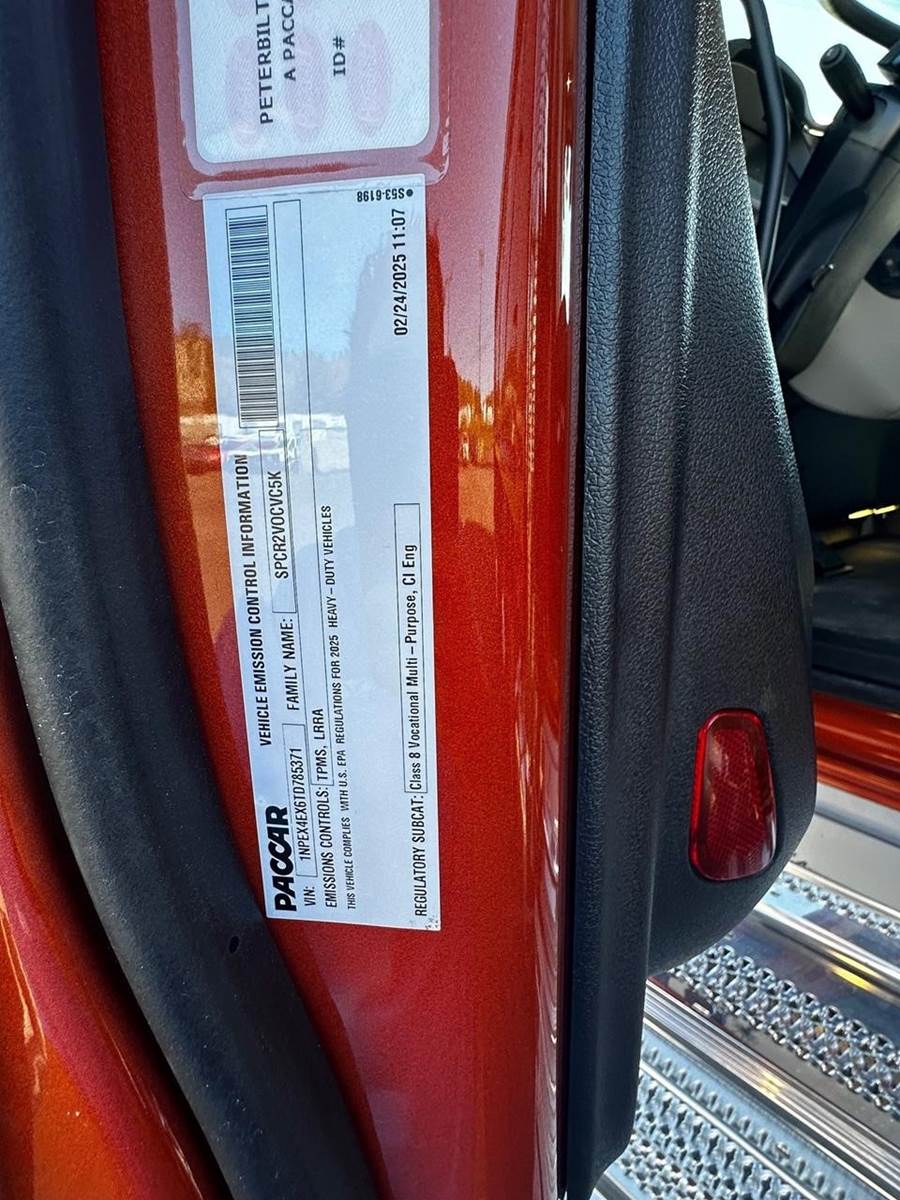 PETERBILT
A PACCA
ID#
S53-6198
VEHICLE EMISSION CONTROL INFORMATION
PACCAR
VIN: 1NPEX4EX6TD785371 FAMILY NAME: SPCR2VOCVC5K
EMISSIONS CONTROLS: TPMS, LRRA
THIS VEHICLE COMPLIES WITH U.S. EPA REGULATIONS FOR 2025 HEAVY – DUTY VEHICLES
REGULATORY SUBCAT: Class 8 Vocational Multi – Purpose, CI Eng
02/24/2025 11:07